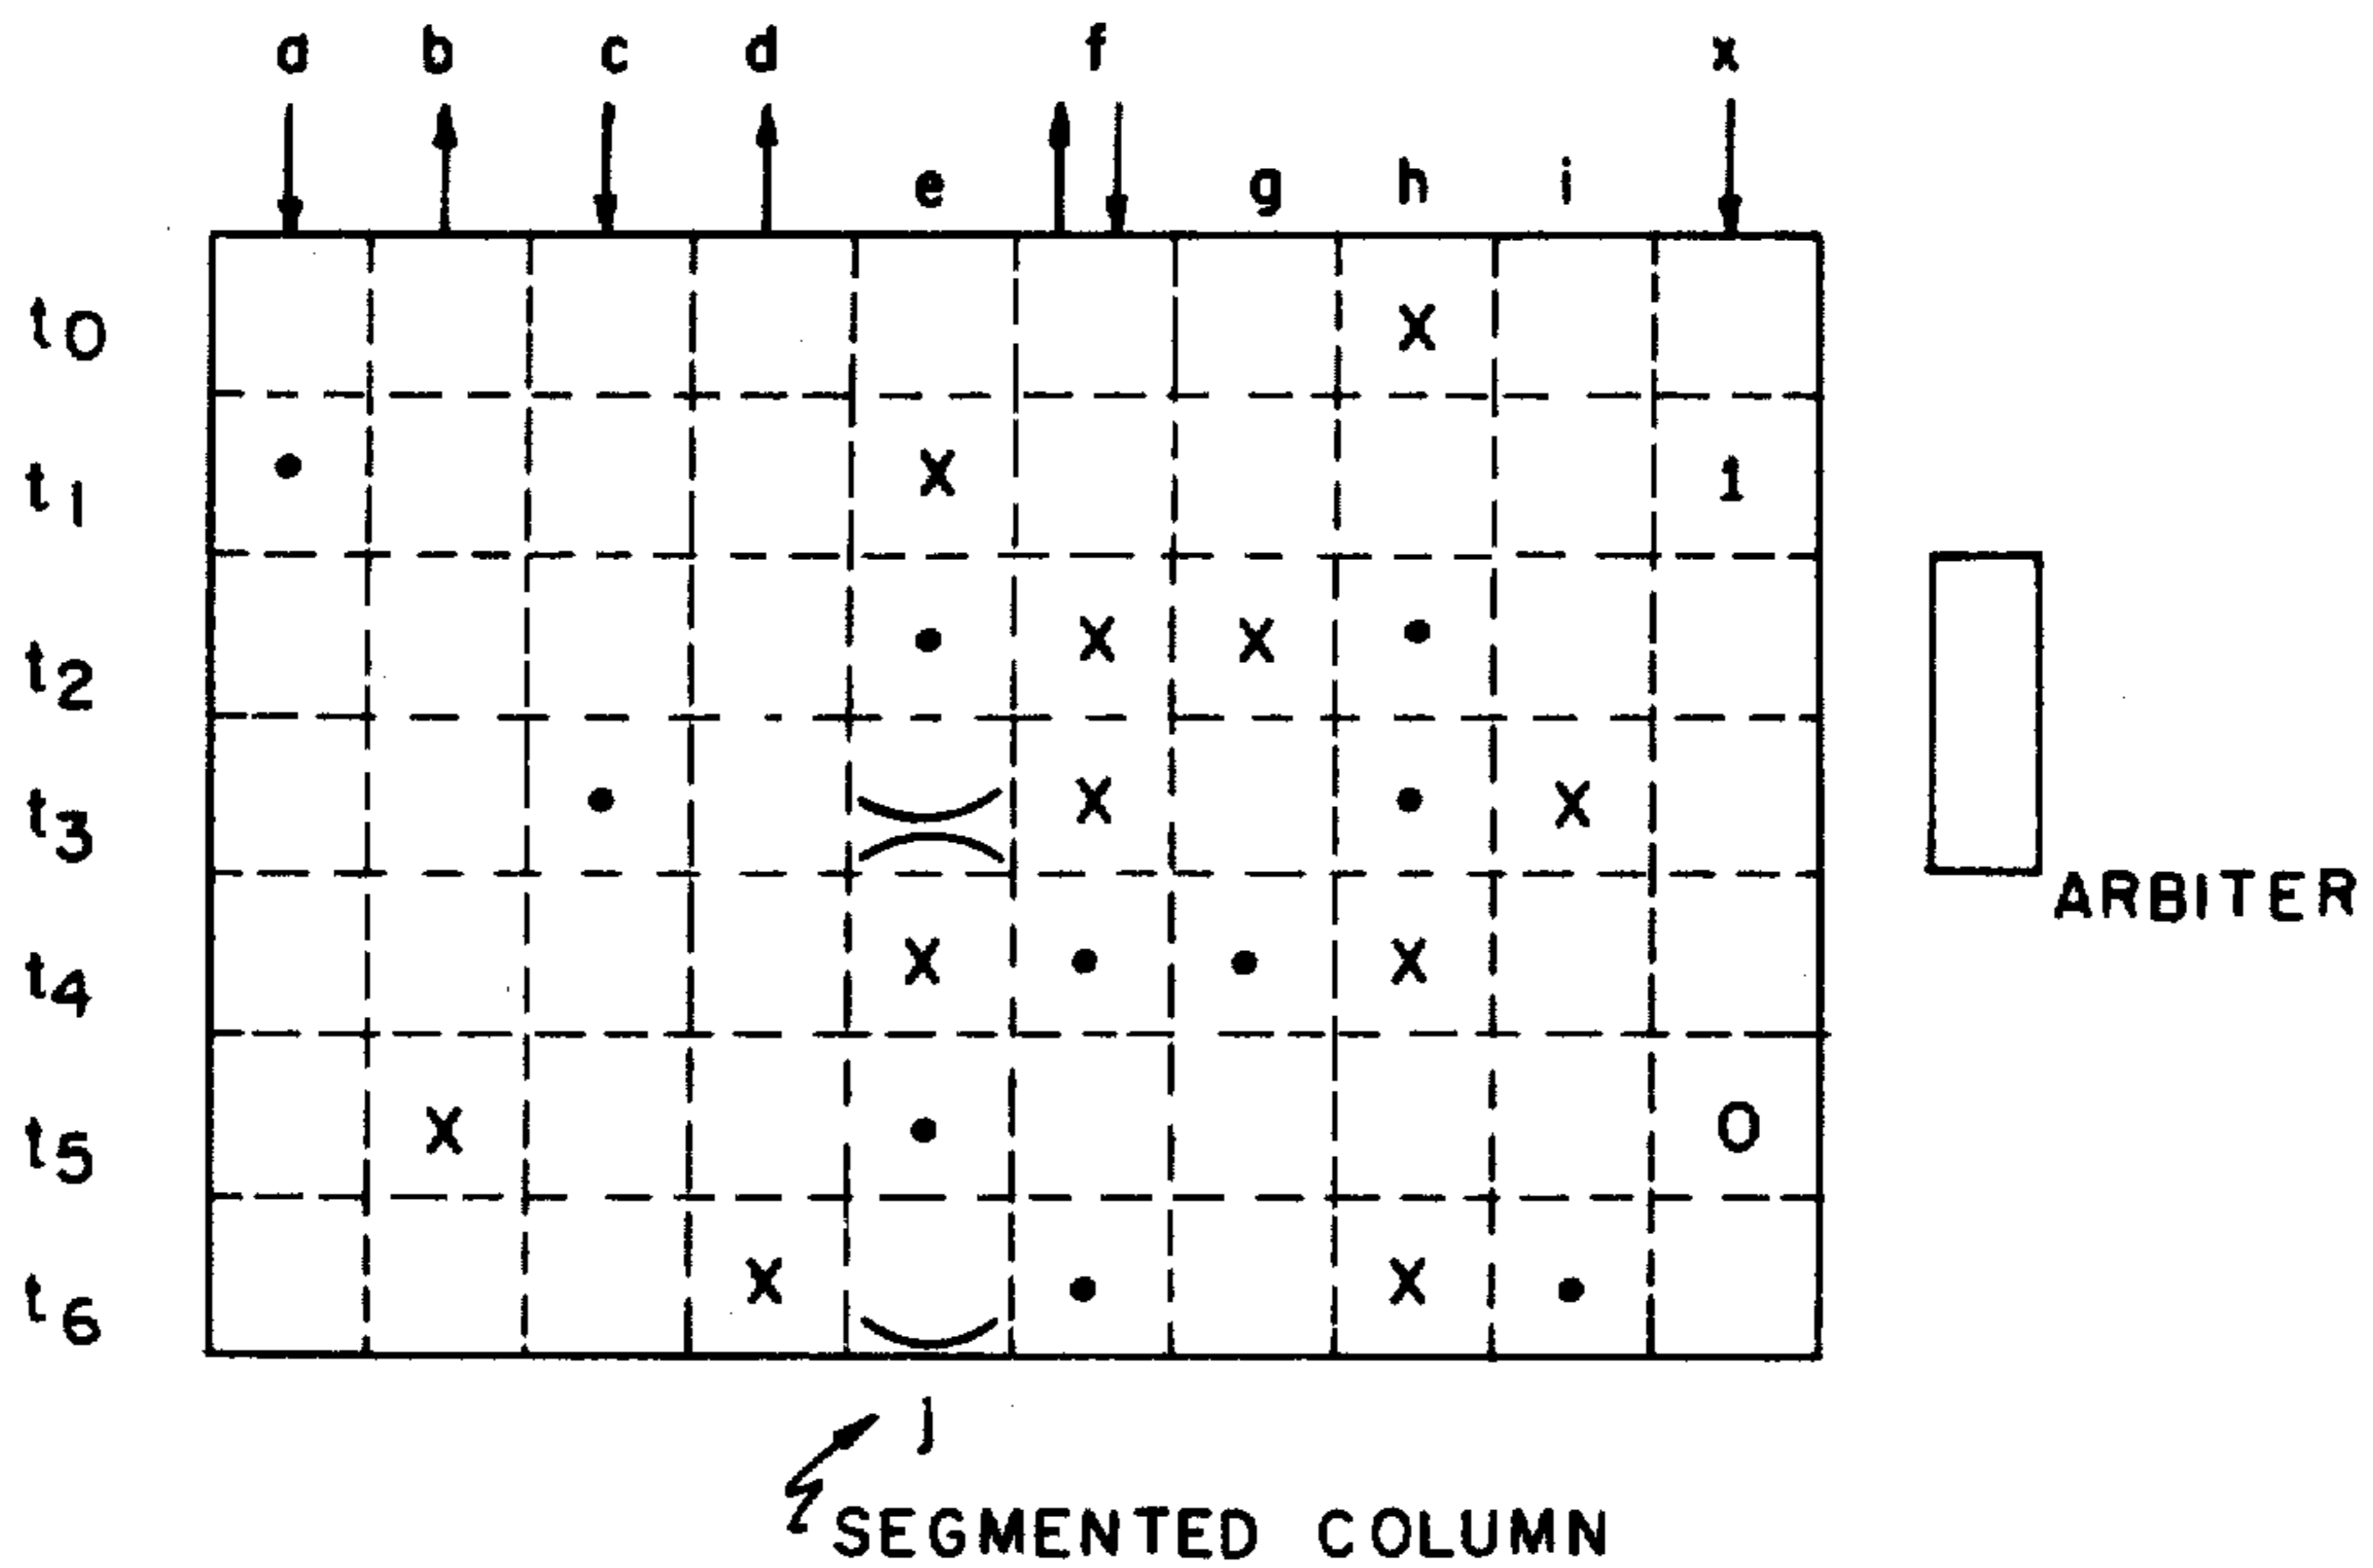 a b c d f x
e g h i
t0 X
t1 • X 1
t2 • X X •
t3 • X • X
ARBITER
t4 X • • X
t5 X • 0
t6 X • X •
j
SEGMENTED COLUMN